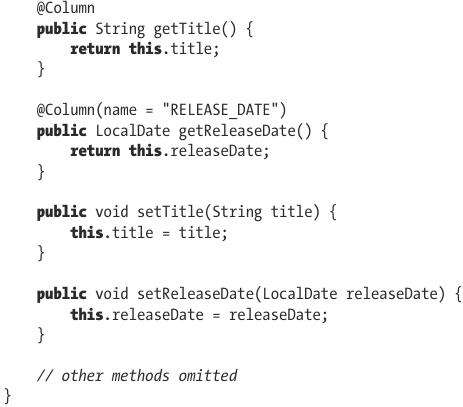 @Column
public String getTitle() {
return this.title;
}
@Column(name = "RELEASE_DATE")
public LocalDate getReleaseDate() {
return this.releaseDate;
}
public void setTitle(String title) {
this.title = title;
}
public void setReleaseDate(LocalDate releaseDate) {
this.releaseDate = releaseDate;
}
// other methods omitted
}